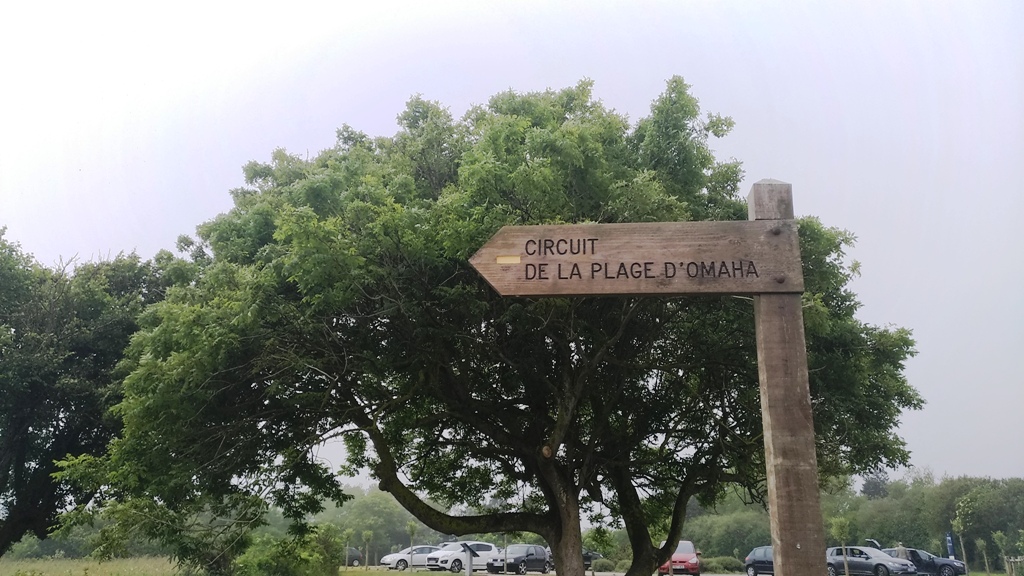 CIRCUIT
DE LA PLAGE D'OMAHA